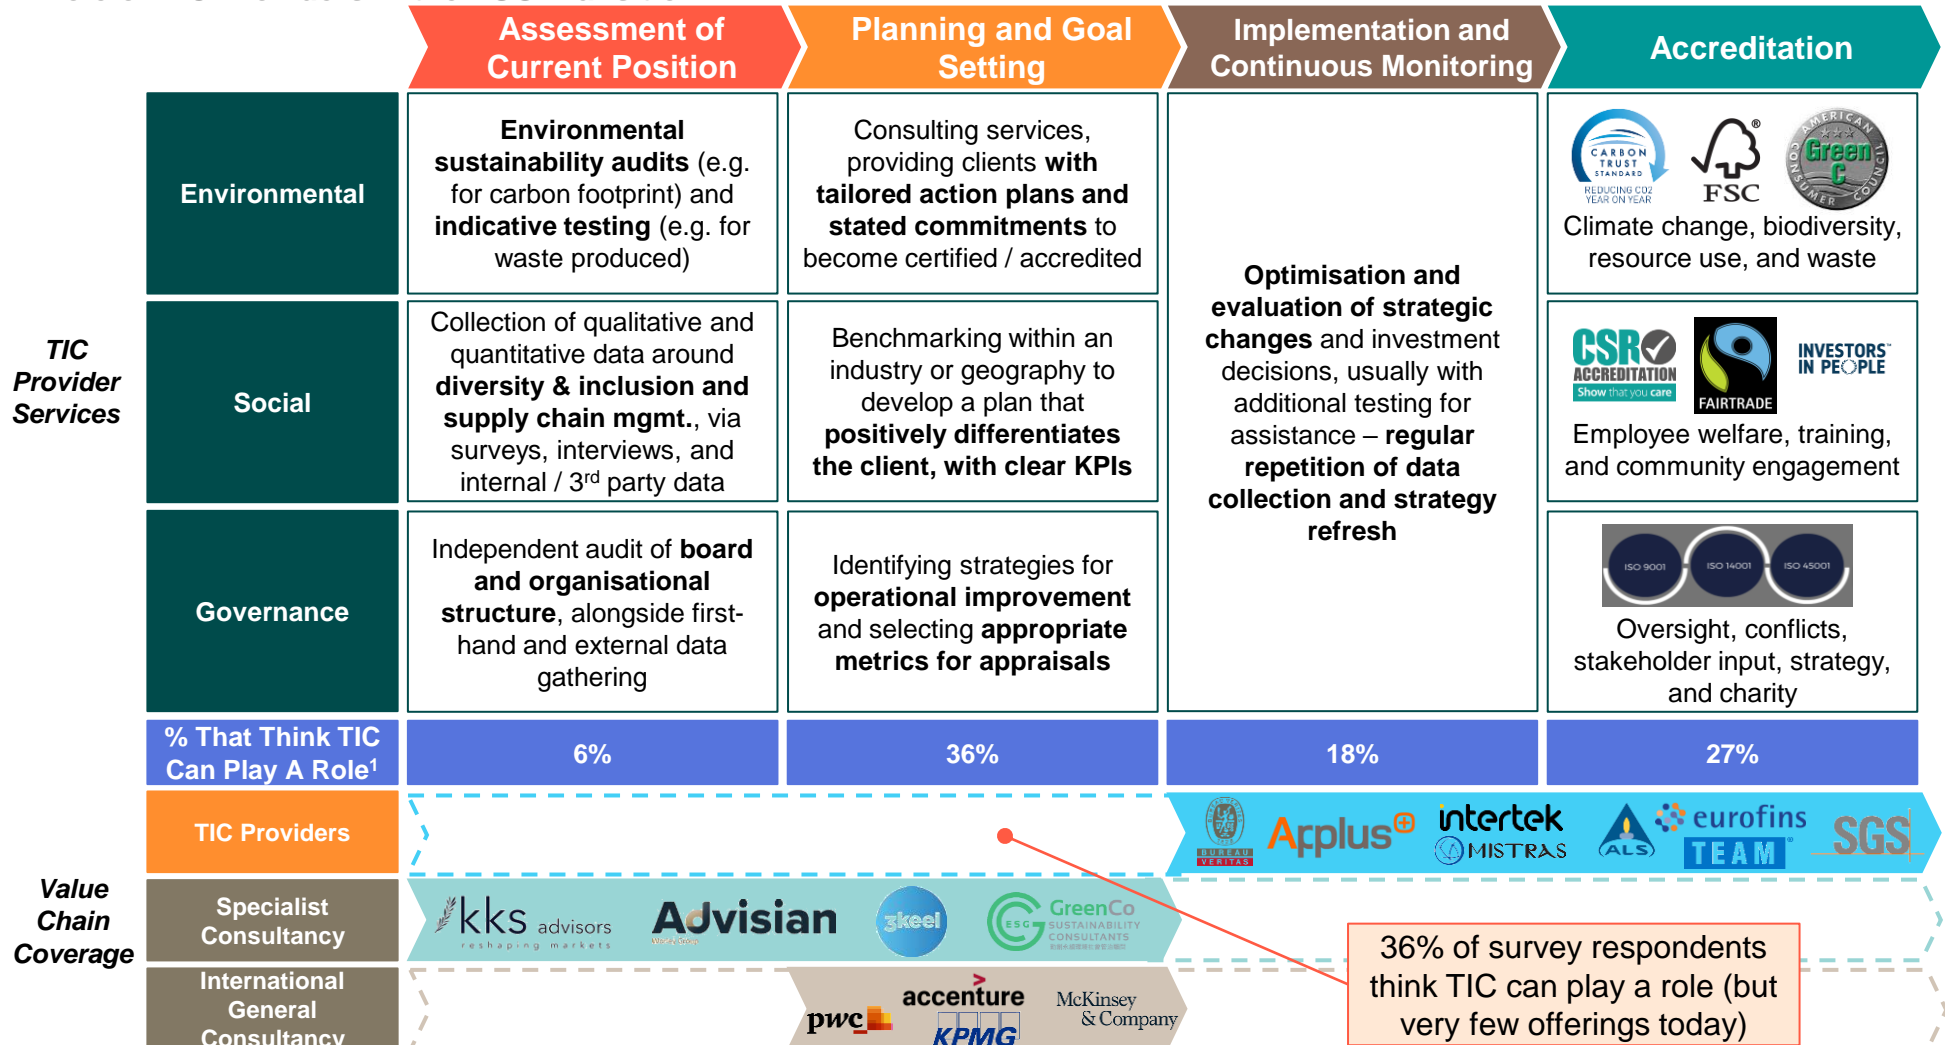 Assessment of
Current Position
Planning and Goal
Setting
Implementation and
Continuous Monitoring
Accreditation
TIC
Provider
Services
Environmental
Environmental
sustainability audits (e.g.
for carbon footprint) and
indicative testing (e.g. for
waste produced)
Consulting services,
providing clients with
tailored action plans and
stated commitments to
become certified / accredited
Optimisation and
evaluation of strategic
changes and investment
decisions, usually with
additional testing for
assistance – regular
repetition of data
collection and strategy
refresh
CARBON
TRUST
STANDARD
REDUCING CO2
YEAR ON YEAR
®
FSC
AMERICAN
CONSUMER COUNCIL
Green
C
Climate change, biodiversity,
resource use, and waste
Social
Collection of qualitative and
quantitative data around
diversity & inclusion and
supply chain mgmt., via
surveys, interviews, and
internal / 3rd party data
Benchmarking within an
industry or geography to
develop a plan that
positively differentiates
the client, with clear KPIs
CSR
ACCREDITATION
Show that you care
FAIRTRADE
INVESTORS™
IN PEOPLE
Employee welfare, training,
and community engagement
Governance
Independent audit of board
and organisational
structure, alongside first-
hand and external data
gathering
Identifying strategies for
operational improvement
and selecting appropriate
metrics for appraisals
ISO 9001
ISO 14001
ISO 45001
Oversight, conflicts,
stakeholder input, strategy,
and charity
% That Think TIC
Can Play A Role1
6%
36%
18%
27%
Value
Chain
Coverage
TIC Providers
BUREAU
VERITAS
Applus+
intertek
MISTRAS
ALS
eurofins
TEAM
SGS
Specialist
Consultancy
kks advisors
reshaping markets
Advisian
3keel
ESG
GreenCo
SUSTAINABILITY
CONSULTANTS
International
General
Consultancy
pwc
accenture
KPMG
McKinsey
& Company
36% of survey respondents
think TIC can play a role (but
very few offerings today)